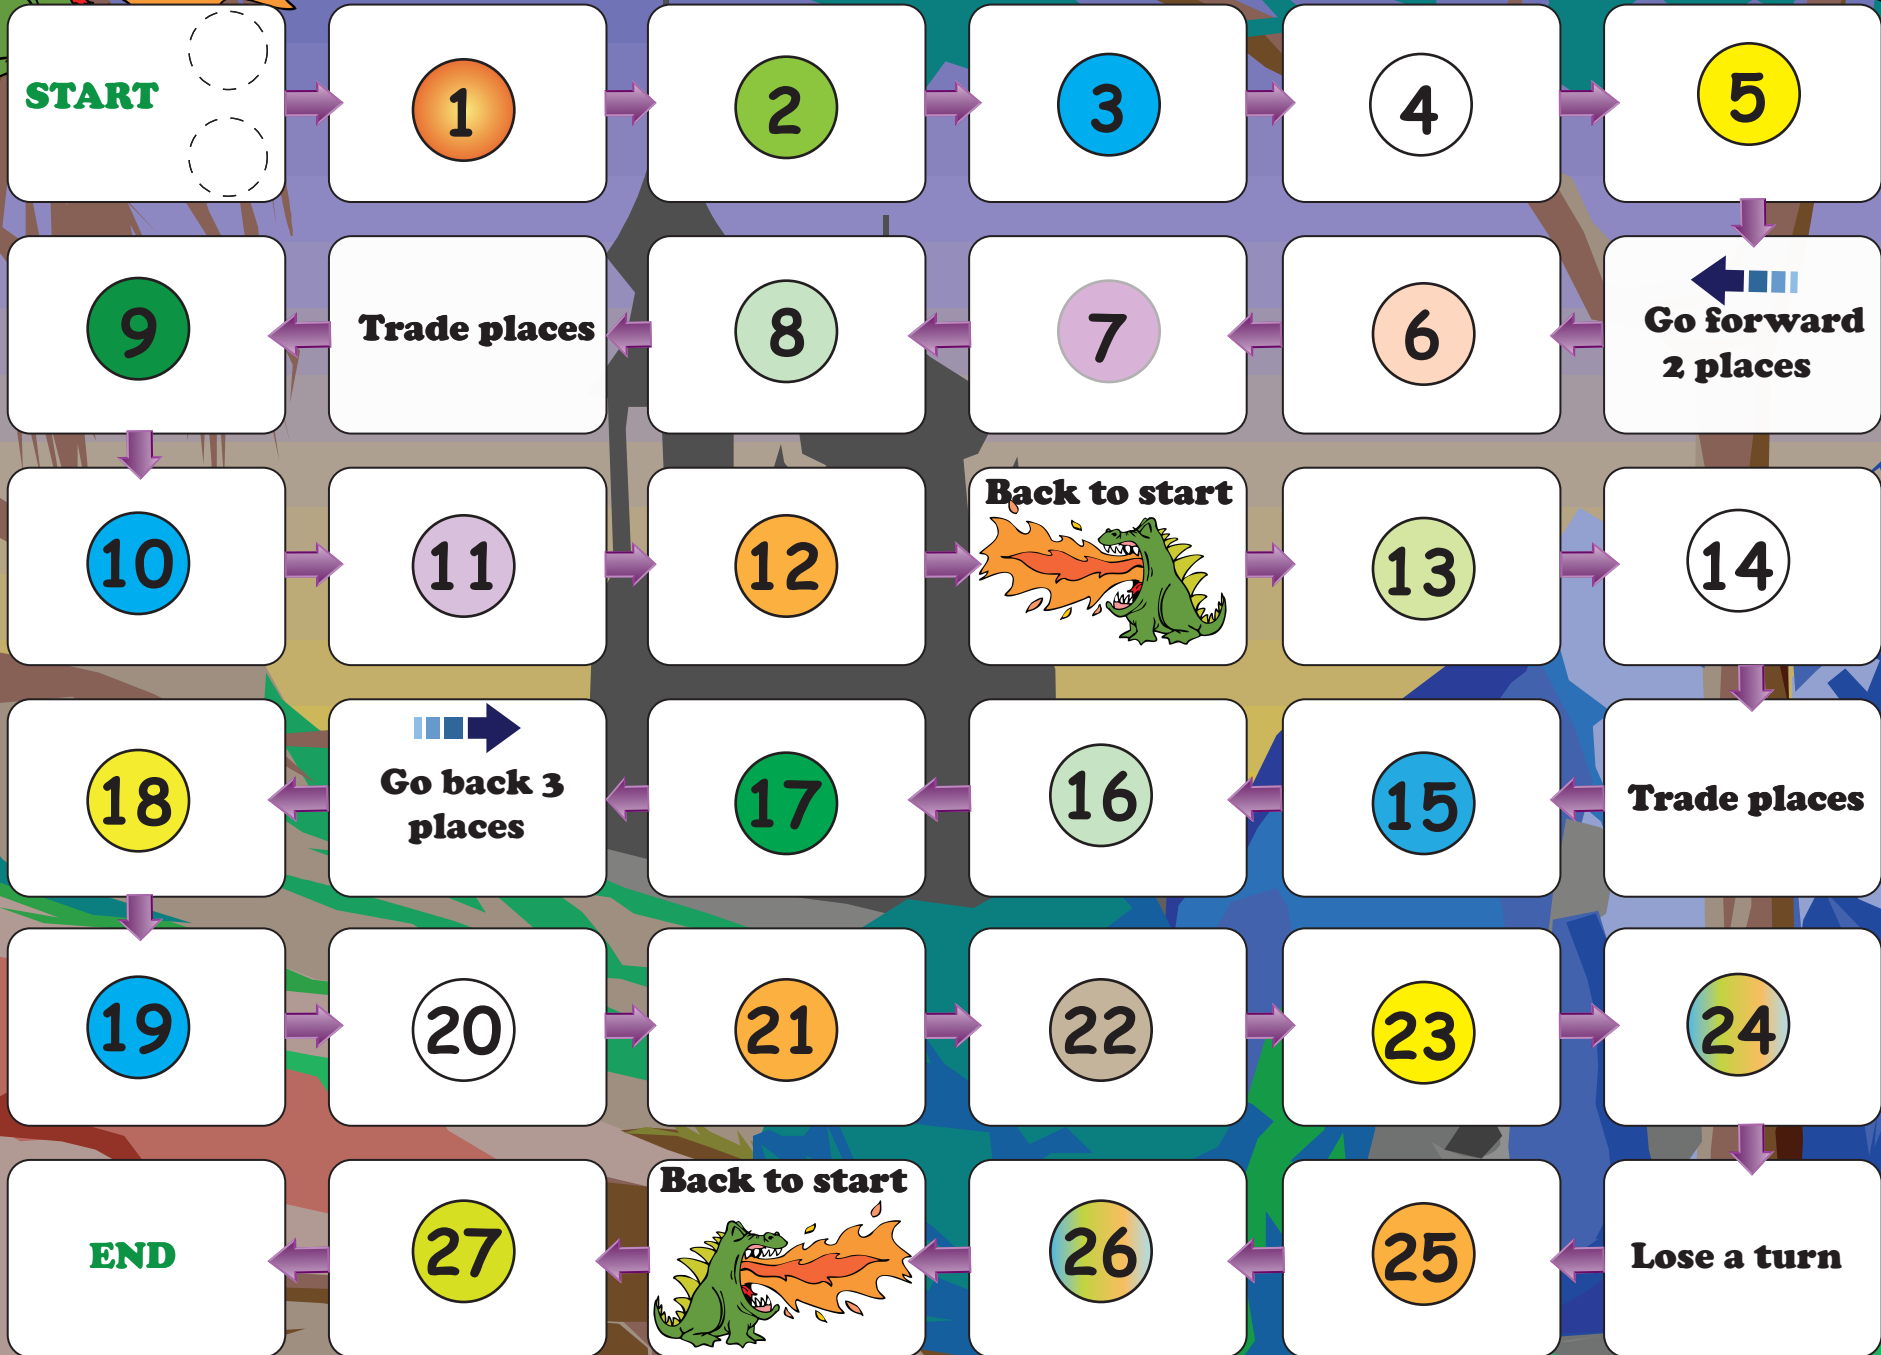 START
1
2
3
4
5
9
Trade places
8
7
6
Go forward
2 places
10
11
12
Back to start
13
14
18
Go back 3
places
17
16
15
Trade places
19
20
21
22
23
24
END
27
Back to start
26
25
Lose a turn